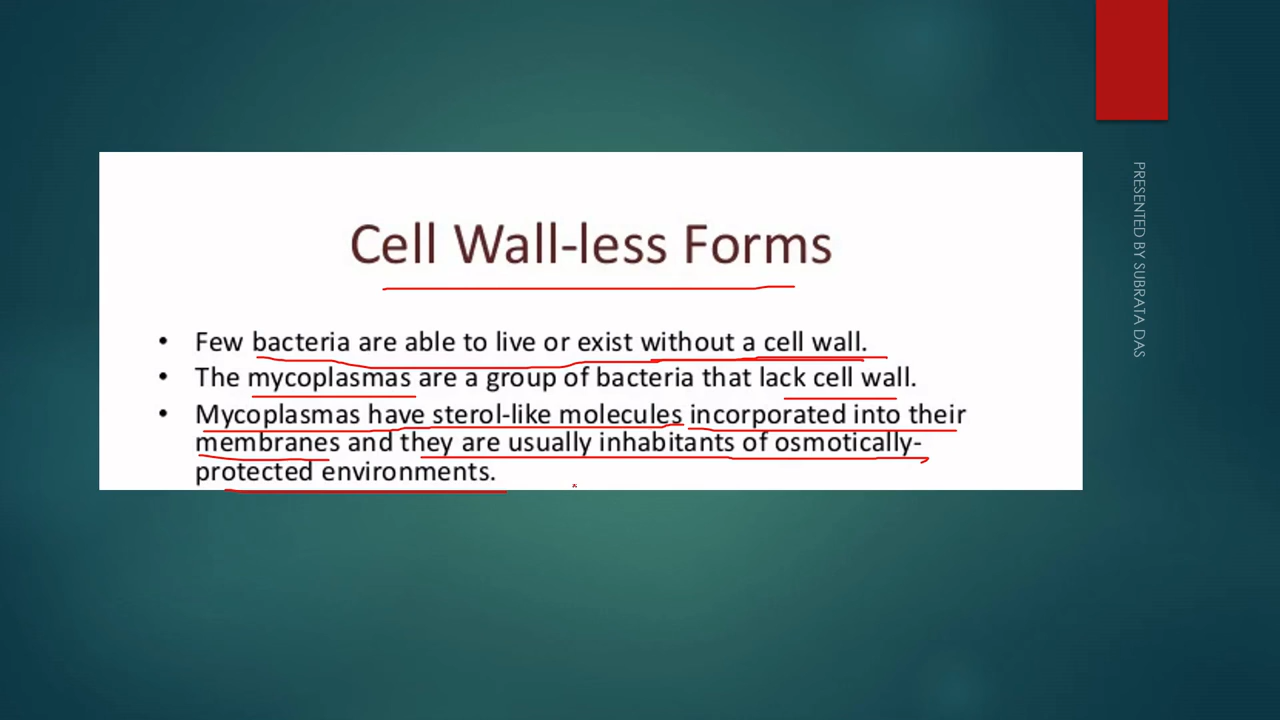 Cell Wall-less Forms
• Few bacteria are able to live or exist without a cell wall.
• The mycoplasmas are a group of bacteria that lack cell wall.
• Mycoplasmas have sterol-like molecules incorporated into their
membranes and they are usually inhabitants of osmotically-
protected environments.
PRESENTED BY SUBRATA DAS